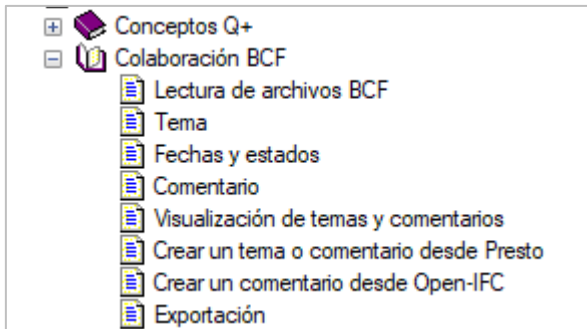 Conceptos Q+
Colaboración BCF
Lectura de archivos BCF
Tema
Fechas y estados
Comentario
Visualización de temas y comentarios
Crear un tema o comentario desde Presto
Crear un comentario desde Open-IFC
Exportación